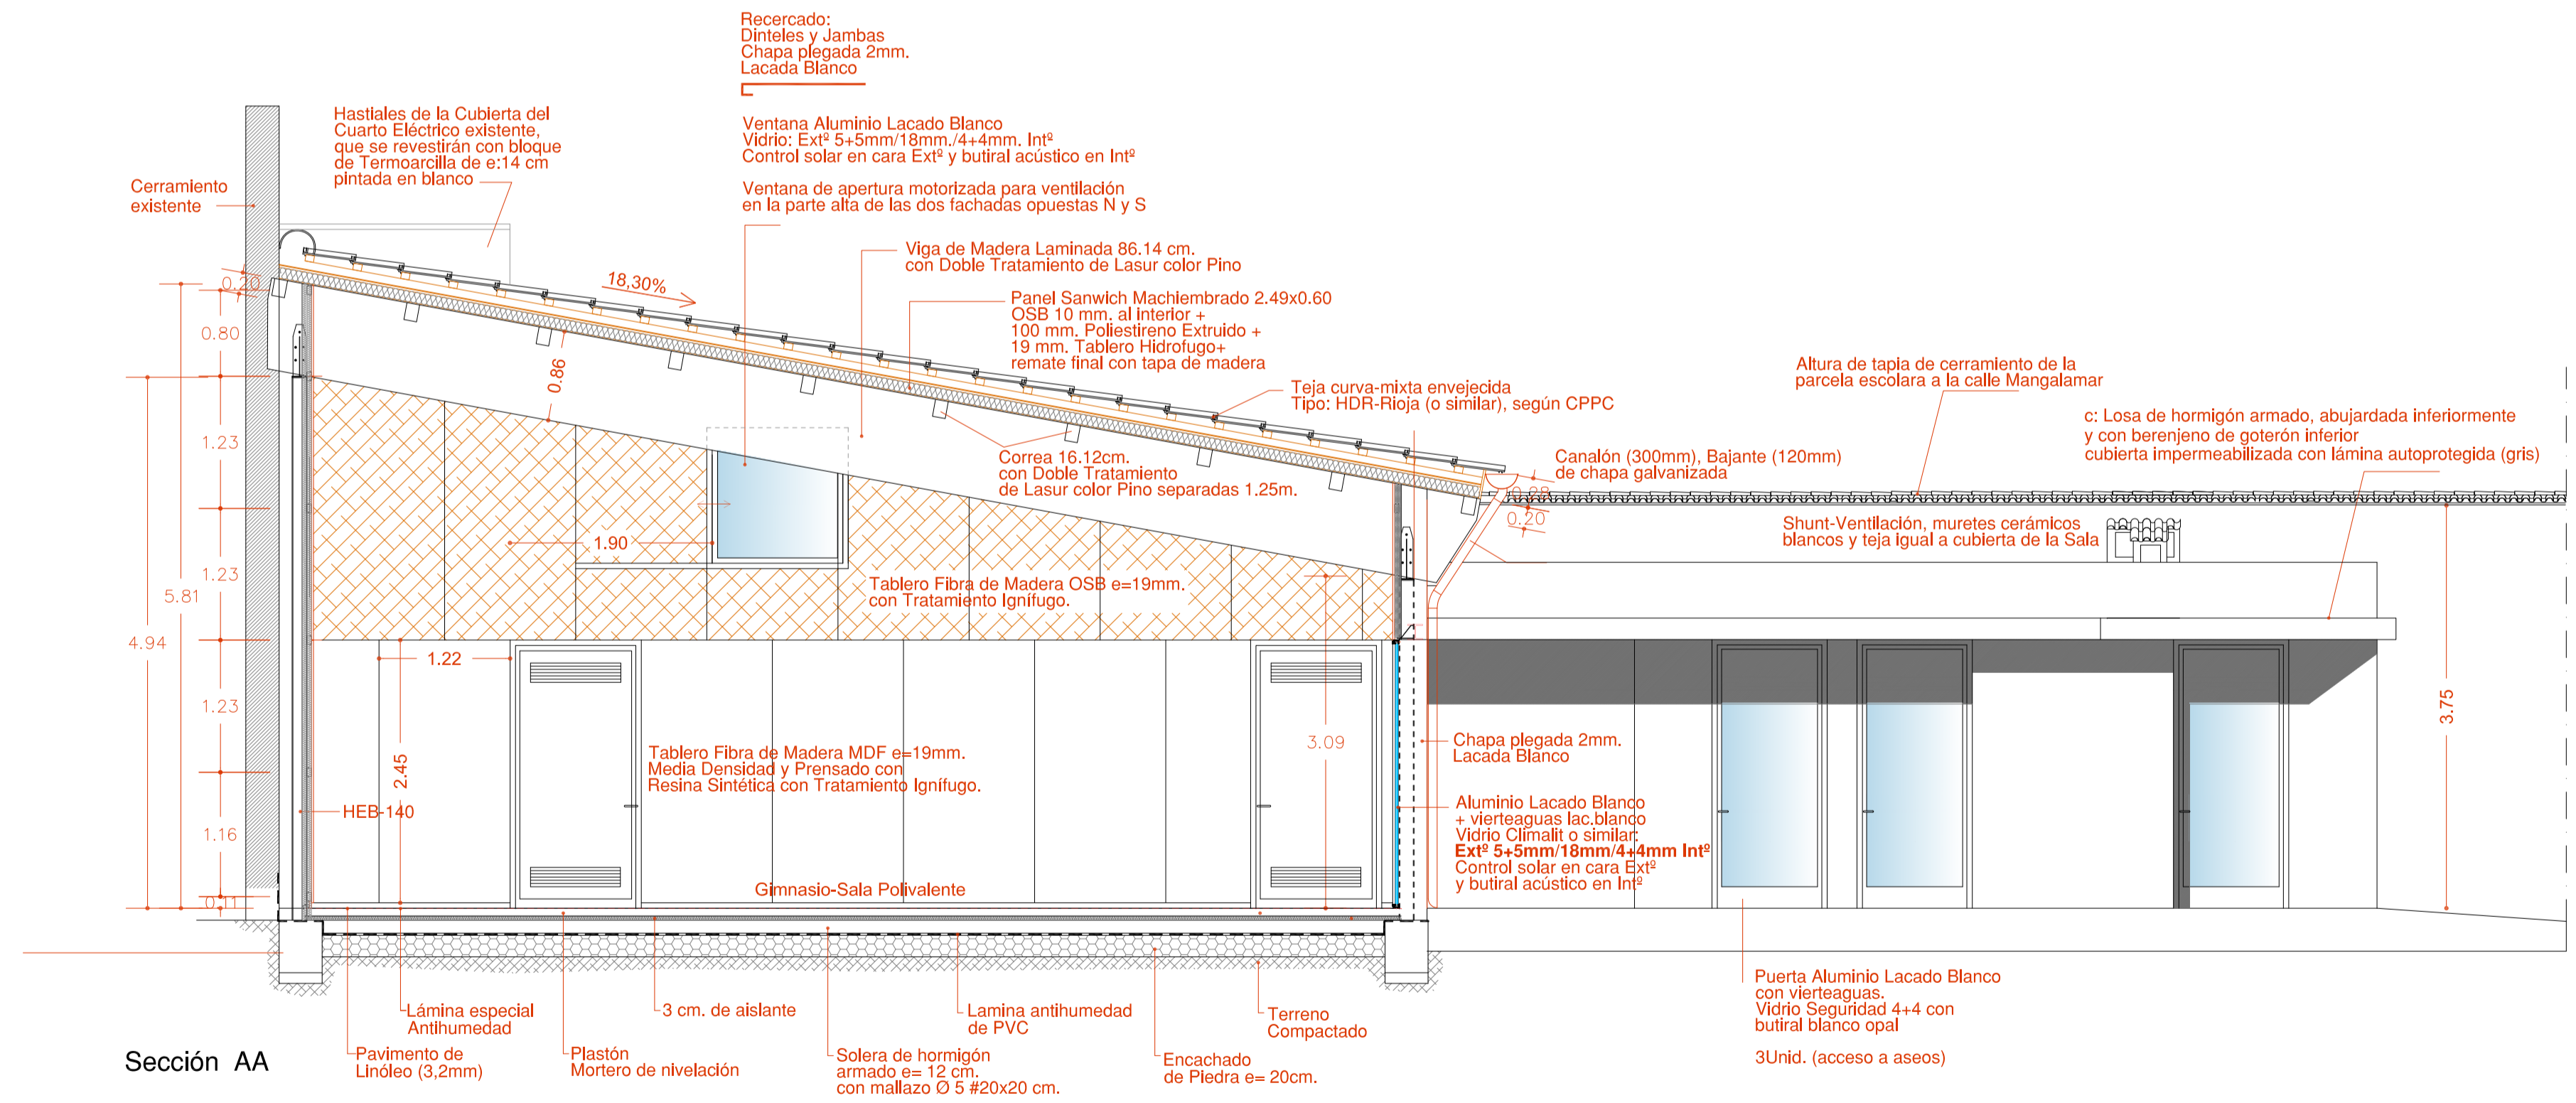 Recercado:
Dinteles y Jambas
Chapa plegada 2mm.
Lacada Blanco
Hastiales de la Cubierta del
Cuarto Eléctrico existente,
que se revestirán con bloque
de Termoarcilla de e:14 cm
pintada en blanco
Cerramiento
existente
Ventana Aluminio Lacado Blanco
Vidrio: Extº 5+5mm/18mm./4+4mm. Intº
Control solar en cara Extº y butiral acústico en Intº
Ventana de apertura motorizada para ventilación
en la parte alta de las dos fachadas opuestas N y S
Viga de Madera Laminada 86.14 cm.
con Doble Tratamiento de Lasur color Pino
18,30%
Panel Sanwich Machiembrado 2.49x0.60
OSB 10 mm. al interior +
100 mm. Poliestireno Extruido +
19 mm. Tablero Hidrofugo+
remate final con tapa de madera
Teja curva-mixta envejecida
Tipo: HDR-Rioja (o similar), según CPPC
Altura de tapia de cerramiento de la
parcela escolara a la calle Mangalamar
c: Losa de hormigón armado, abujardada inferiormente
y con berenjeno de goterón inferior
cubierta impermeabilizada con lámina autoprotegida (gris)
Correa 16.12cm.
con Doble Tratamiento
de Lasur color Pino separadas 1.25m.
Canalón (300mm), Bajante (120mm)
de chapa galvanizada
0.20
Shunt-Ventilación, muretes cerámicos
blancos y teja igual a cubierta de la Sala
0.20
0.80
0.86
1.23
1.23
5.81
4.94
1.23
1.16
0.11
1.90
Tablero Fibra de Madera OSB e=19mm.
con Tratamiento Ignífugo.
1.22
2.45
3.09
3.75
Tablero Fibra de Madera MDF e=19mm.
Media Densidad y Prensado con
Resina Sintética con Tratamiento Ignífugo.
HEB-140
Gimnasio-Sala Polivalente
Chapa plegada 2mm.
Lacada Blanco
Aluminio Lacado Blanco
+ vierteaguas lac.blanco
Vidrio Climalit o similar:
Extº 5+5mm/18mm/4+4mm Intº
Control solar en cara Extº
y butiral acústico en Intº
Puerta Aluminio Lacado Blanco
con vierteaguas.
Vidrio Seguridad 4+4 con
butiral blanco opal
3Unid. (acceso a aseos)
Lámina especial
Antihumedad
3 cm. de aislante
Lamina antihumedad
de PVC
Terreno
Compactado
Pavimento de
Linóleo (3,2mm)
Plastón
Mortero de nivelación
Solera de hormigón
armado e= 12 cm.
con mallazo Ø 5 #20x20 cm.
Encachado
de Piedra e= 20cm.
Sección AA